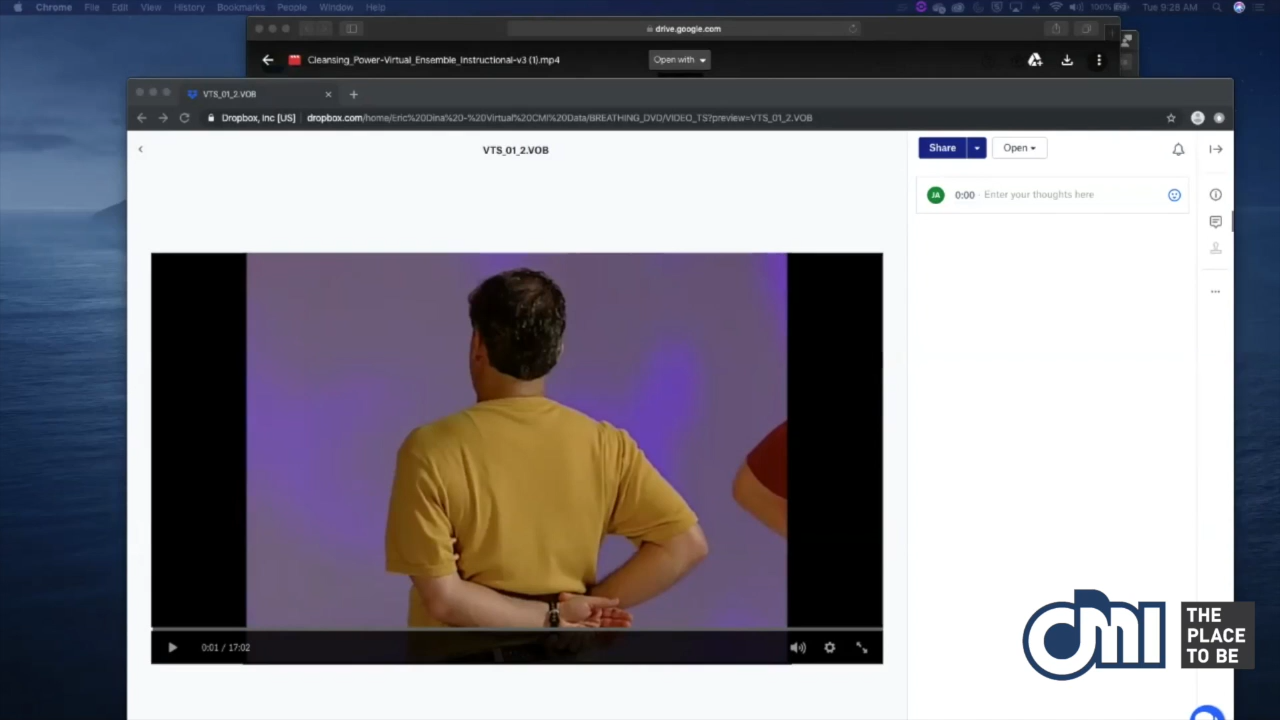 Chrome File Edit View History Bookmarks People Window Help 100% Tue 9:28 AM
drive.google.com
Cleansing_Power-Virtual_Ensemble_Instructional-v3 (1).mp4 Open with
VTS_01_2.VOB
Dropbox, Inc [US] dropbox.com/home/Eric%20Dina%20-%20Virtual%20CMI%20Data/BREATHING_DVD/VIDEO_TS?preview=VTS_01_2.VOB
VTS_01_2.VOB Share Open
JA 0:00 - Enter your thoughts here
0:01 / 17:02
dmi THE
PLACE
TO BE